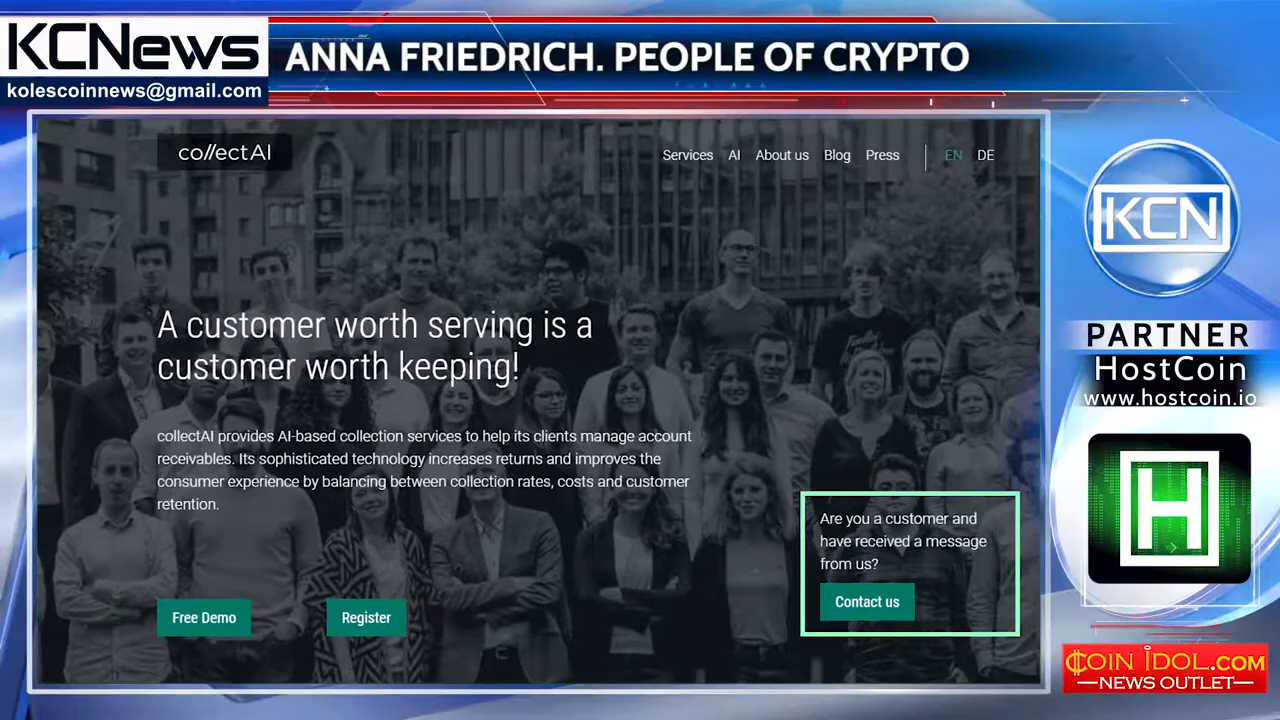 KCNews
kolescoinnews@gmail.com
ANNA FRIEDRICH. PEOPLE OF CRYPTO
collectAI
Services AI About us Blog Press EN DE
A customer worth serving is a
customer worth keeping!
collectAI provides AI-based collection services to help its clients manage account
receivables. Its sophisticated technology increases returns and improves the
consumer experience by balancing between collection rates, costs and customer
retention.
Free Demo
Register
Are you a customer and
have received a message
from us?
Contact us
KCN
PARTNER
HostCoin
www.hostcoin.io
H
COIN IDOL.COM
NEWS OUTLET